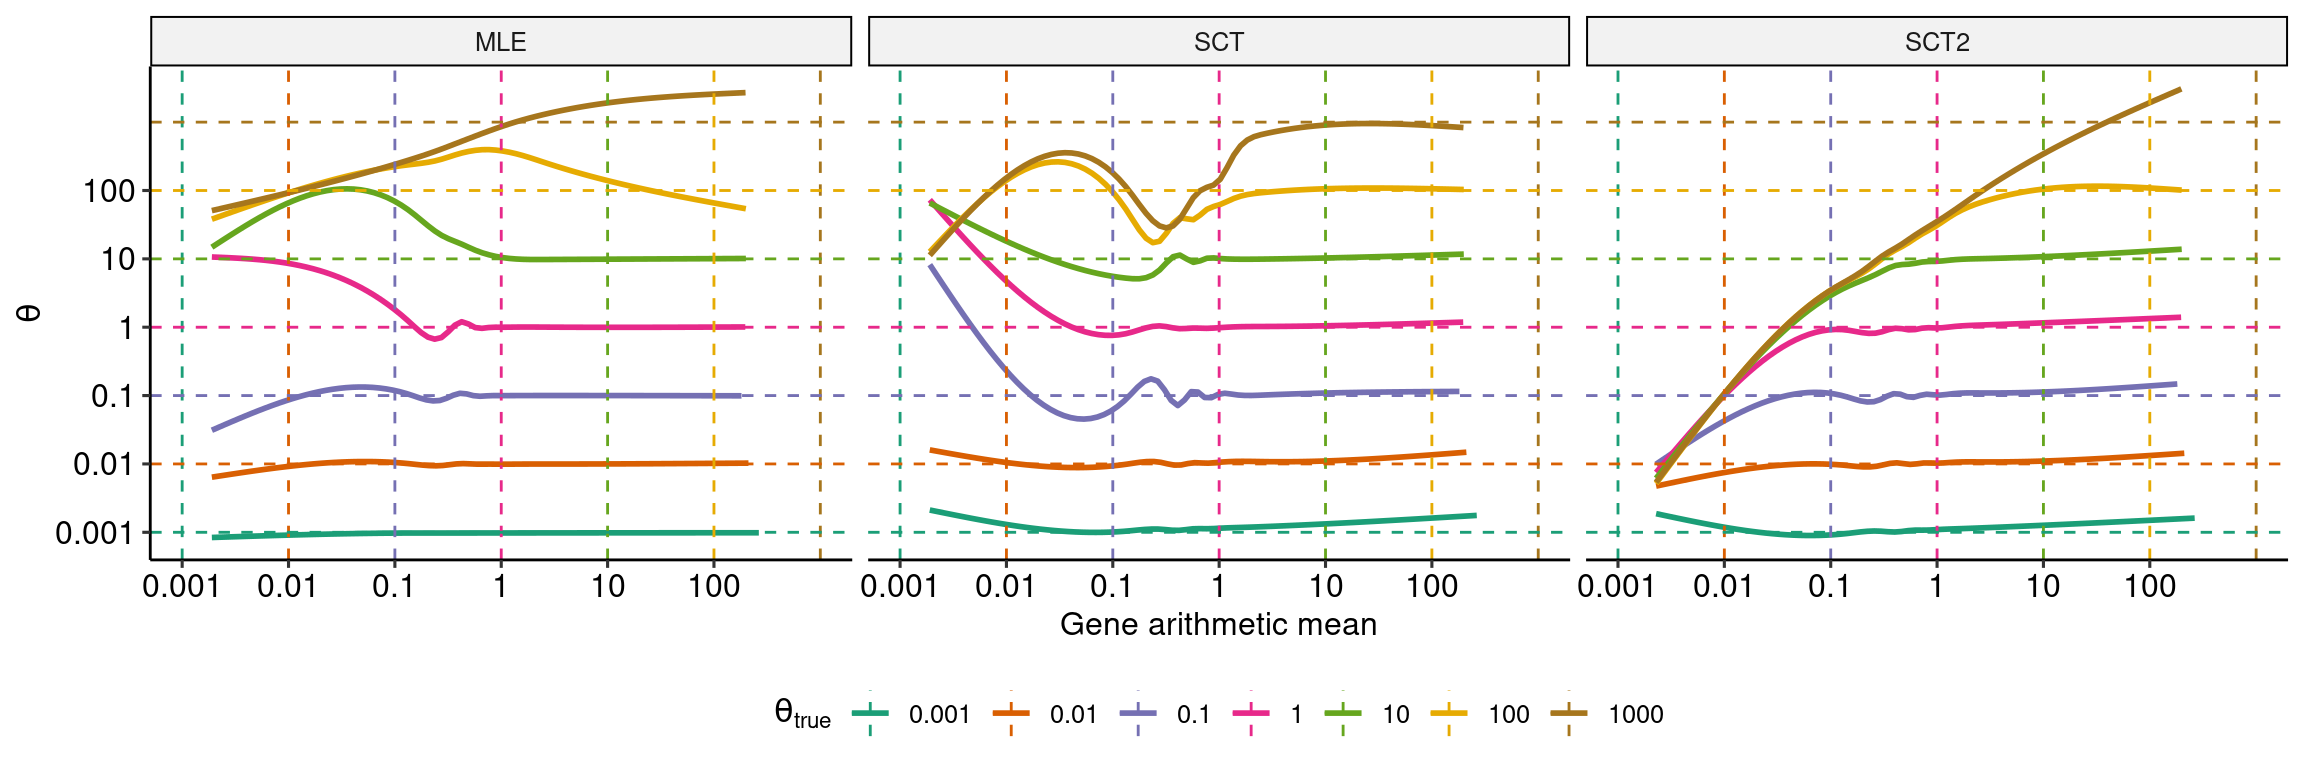 MLE SCT SCT2
100
10
1
0.1
0.01
0.001
θ
0.001 0.01 0.1 1 10 100 0.001 0.01 0.1 1 10 100 0.001 0.01 0.1 1 10 100
Gene arithmetic mean
θtrue 0.001 0.01 0.1 1 10 100 1000